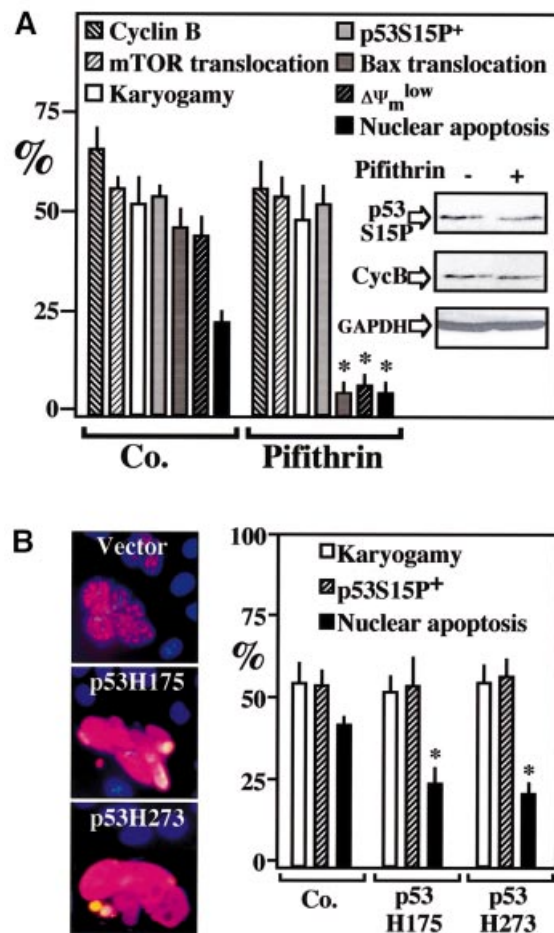 A
Cyclin B
mTOR translocation
Karyogamy
p53S15P+
Bax translocation
ΔΨm low
Nuclear apoptosis
75
%
50
25
0
Pifithrin - +
p53
S15P
CycB
GAPDH
* * *
Co.
Pifithrin
B
Vector
p53H175
p53H273
100
Karyogamy
p53S15P+
Nuclear apoptosis
75
%
50
25
0
*
*
Co.
p53
H175
p53
H273